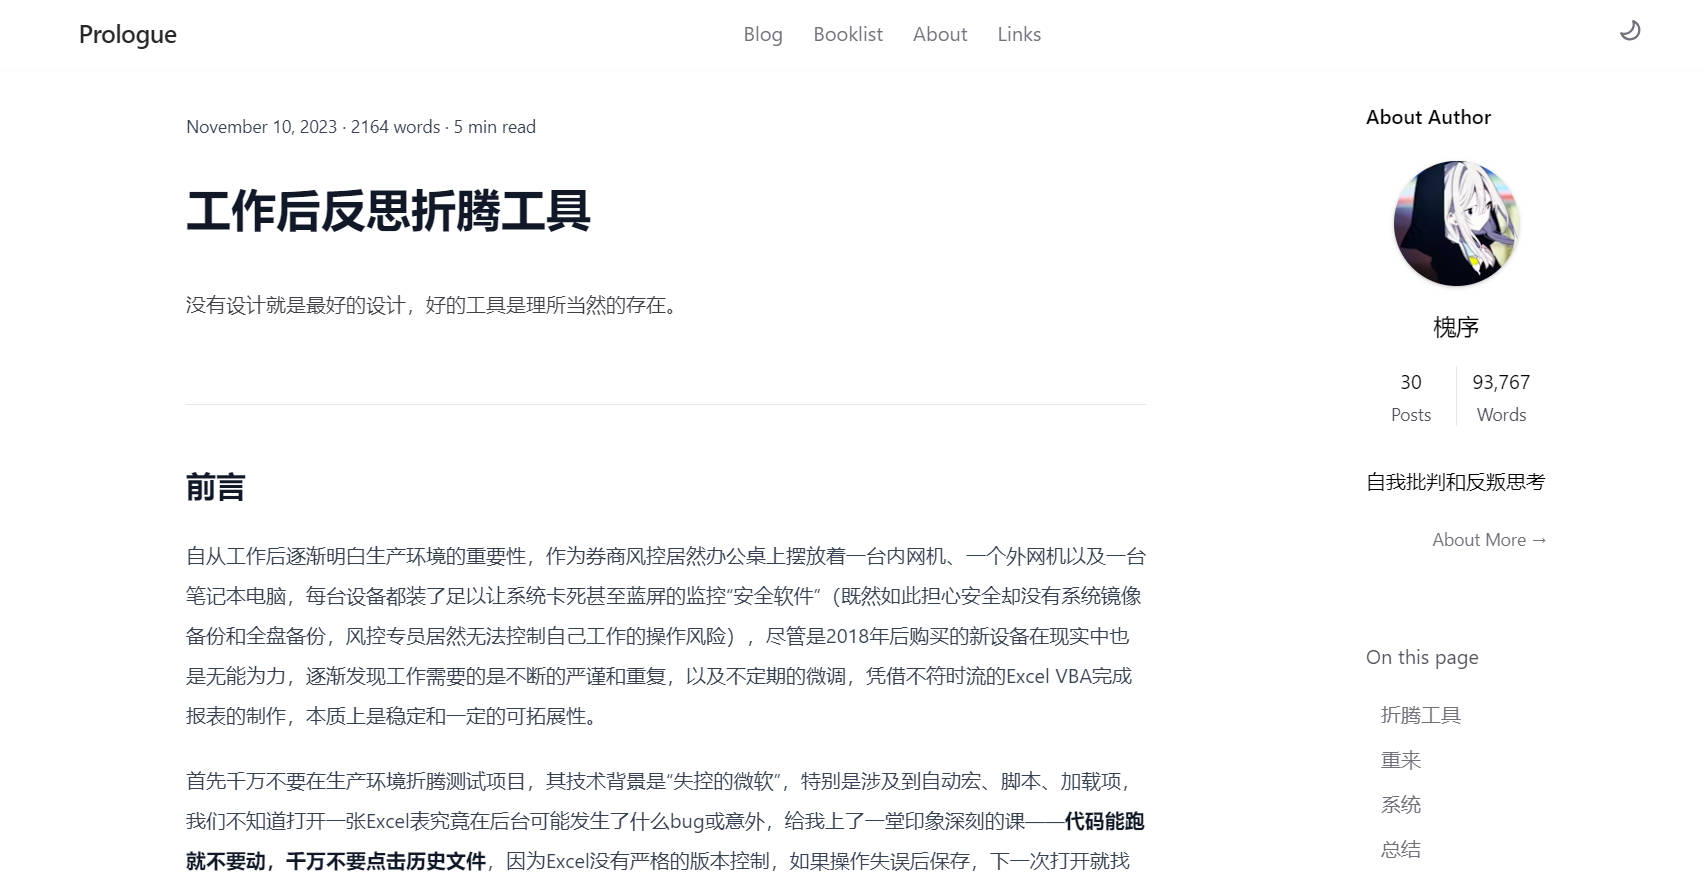 Prologue
Blog Booklist About Links
November 10, 2023 · 2164 words · 5 min read
工作后反思折腾工具
没有设计就是最好的设计，好的工具是理所当然的存在。
前言
自从工作后逐渐明白生产环境的重要性，作为券商风控居然办公桌上摆放着一台内网机、一个外网机以及一台
笔记本电脑，每台设备都装了足以让系统卡死甚至蓝屏的监控“安全软件”（既然如此担心安全却没有系统镜像
备份和全盘备份，风控专员居然无法控制自己工作的操作风险），尽管是2018年后购买的新设备在现实中也
是无能为力，逐渐发现工作需要的是不断的严谨和重复，以及不定期的微调，凭借不符时流的Excel VBA完成
报表的制作，本质上是稳定和一定的可拓展性。
首先千万不要在生产环境折腾测试项目，其技术背景是“失控的微软”，特别是涉及到自动宏、脚本、加载项，
我们不知道打开一张Excel表究竟在后台可能发生了什么bug或意外，给我上了一堂印象深刻的课——代码能跑
就不要动，千万不要点击历史文件，因为Excel没有严格的版本控制，如果操作失误后保存，下一次打开就找
About Author
槐序
30 93,767
Posts Words
自我批判和反叛思考
About More →
On this page
折腾工具
重来
系统
总结